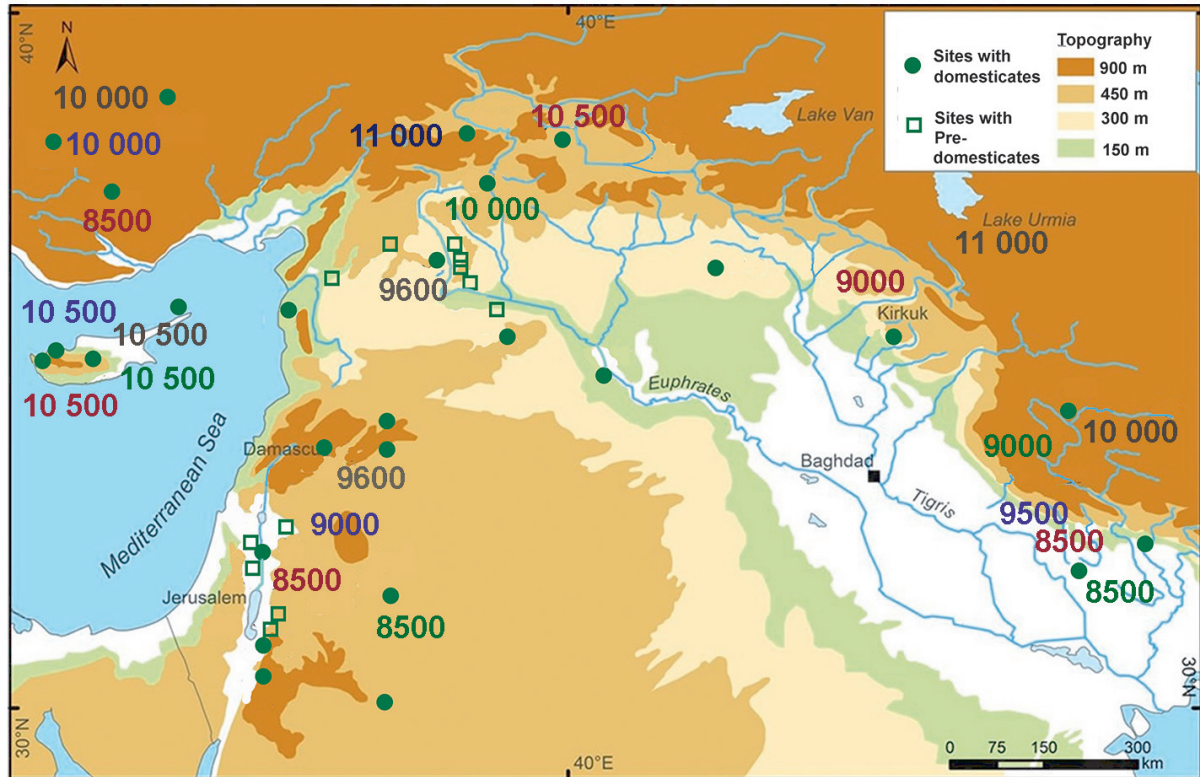 40°N
N
40°E
Sites with
domesticates
Sites with
Pre-
domesticates
Topography
900 m
450 m
300 m
150 m
10 000
10 000
8500
11 000
10 500
10 000
Lake Van
Lake Urmia
11 000
9000
Kirkuk
9600
10 500
10 500
10 500
10 500
Euphrates
Mediterranean Sea
Damascu
9600
9000
8500
Jerusalem
8500
Baghdad
Tigris
9000
10 000
9500
8500
8500
30°N
30°N
40°E
0 75 150 300
km